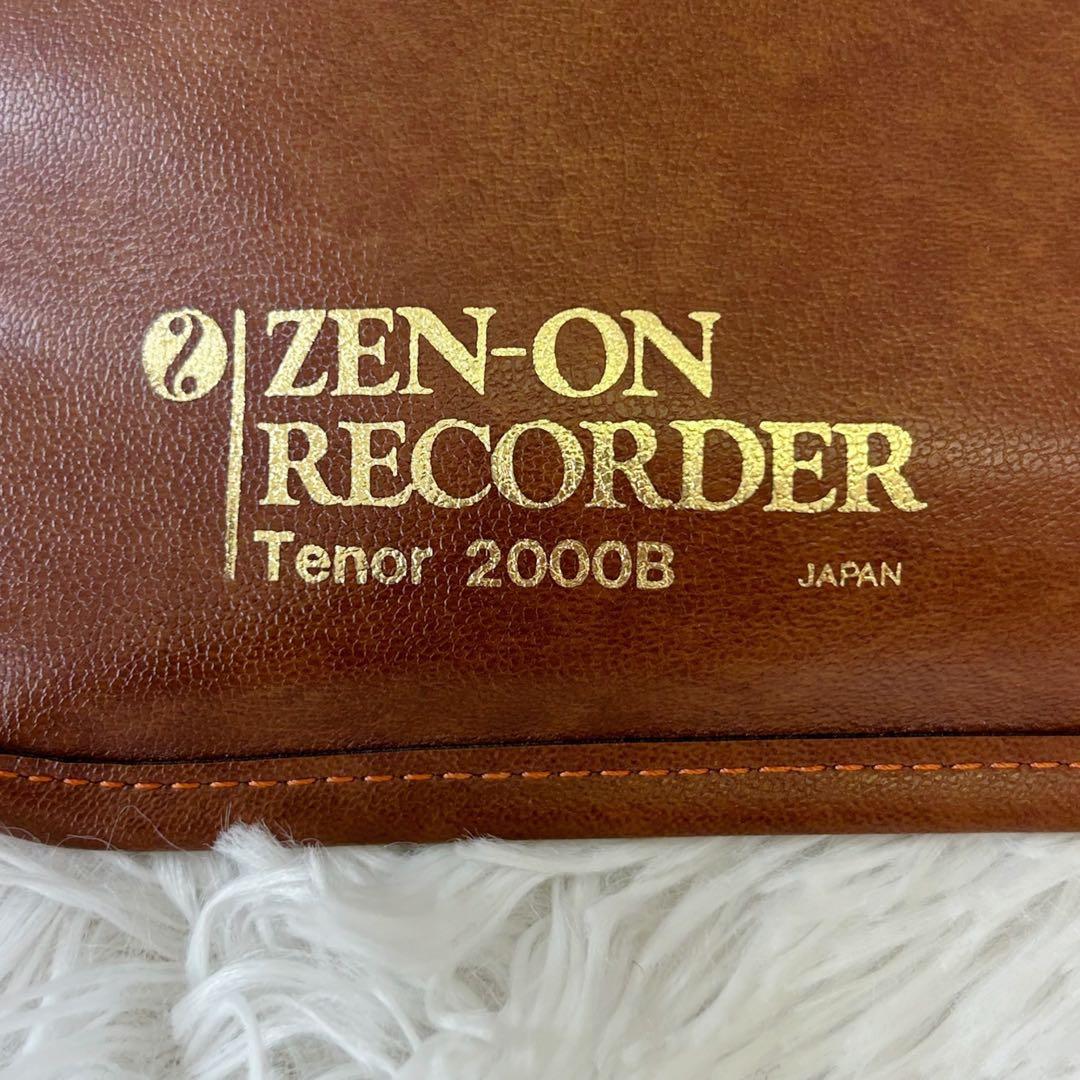 ZEN-ON
RECORDER
Tenor 2000B JAPAN